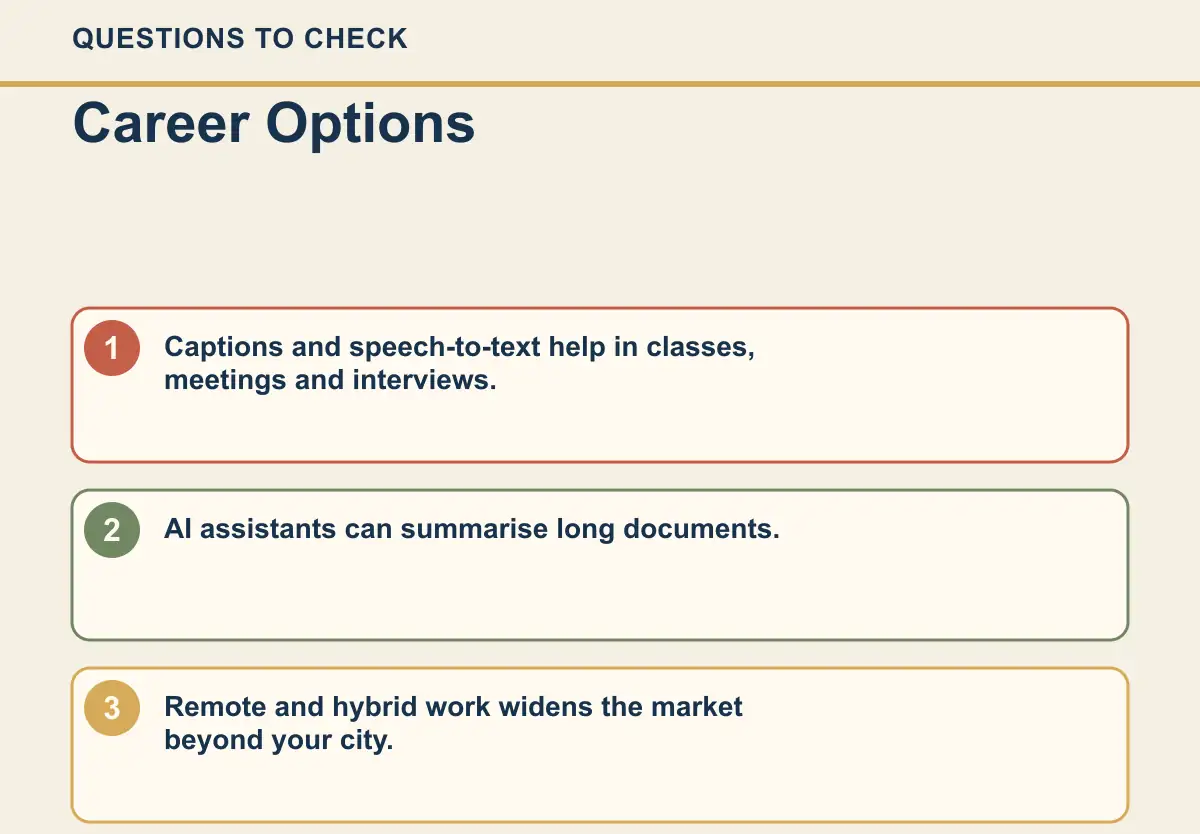 QUESTIONS TO CHECK
Career Options
1
Captions and speech-to-text help in classes,
meetings and interviews.
2
AI assistants can summarise long documents.
3
Remote and hybrid work widens the market
beyond your city.